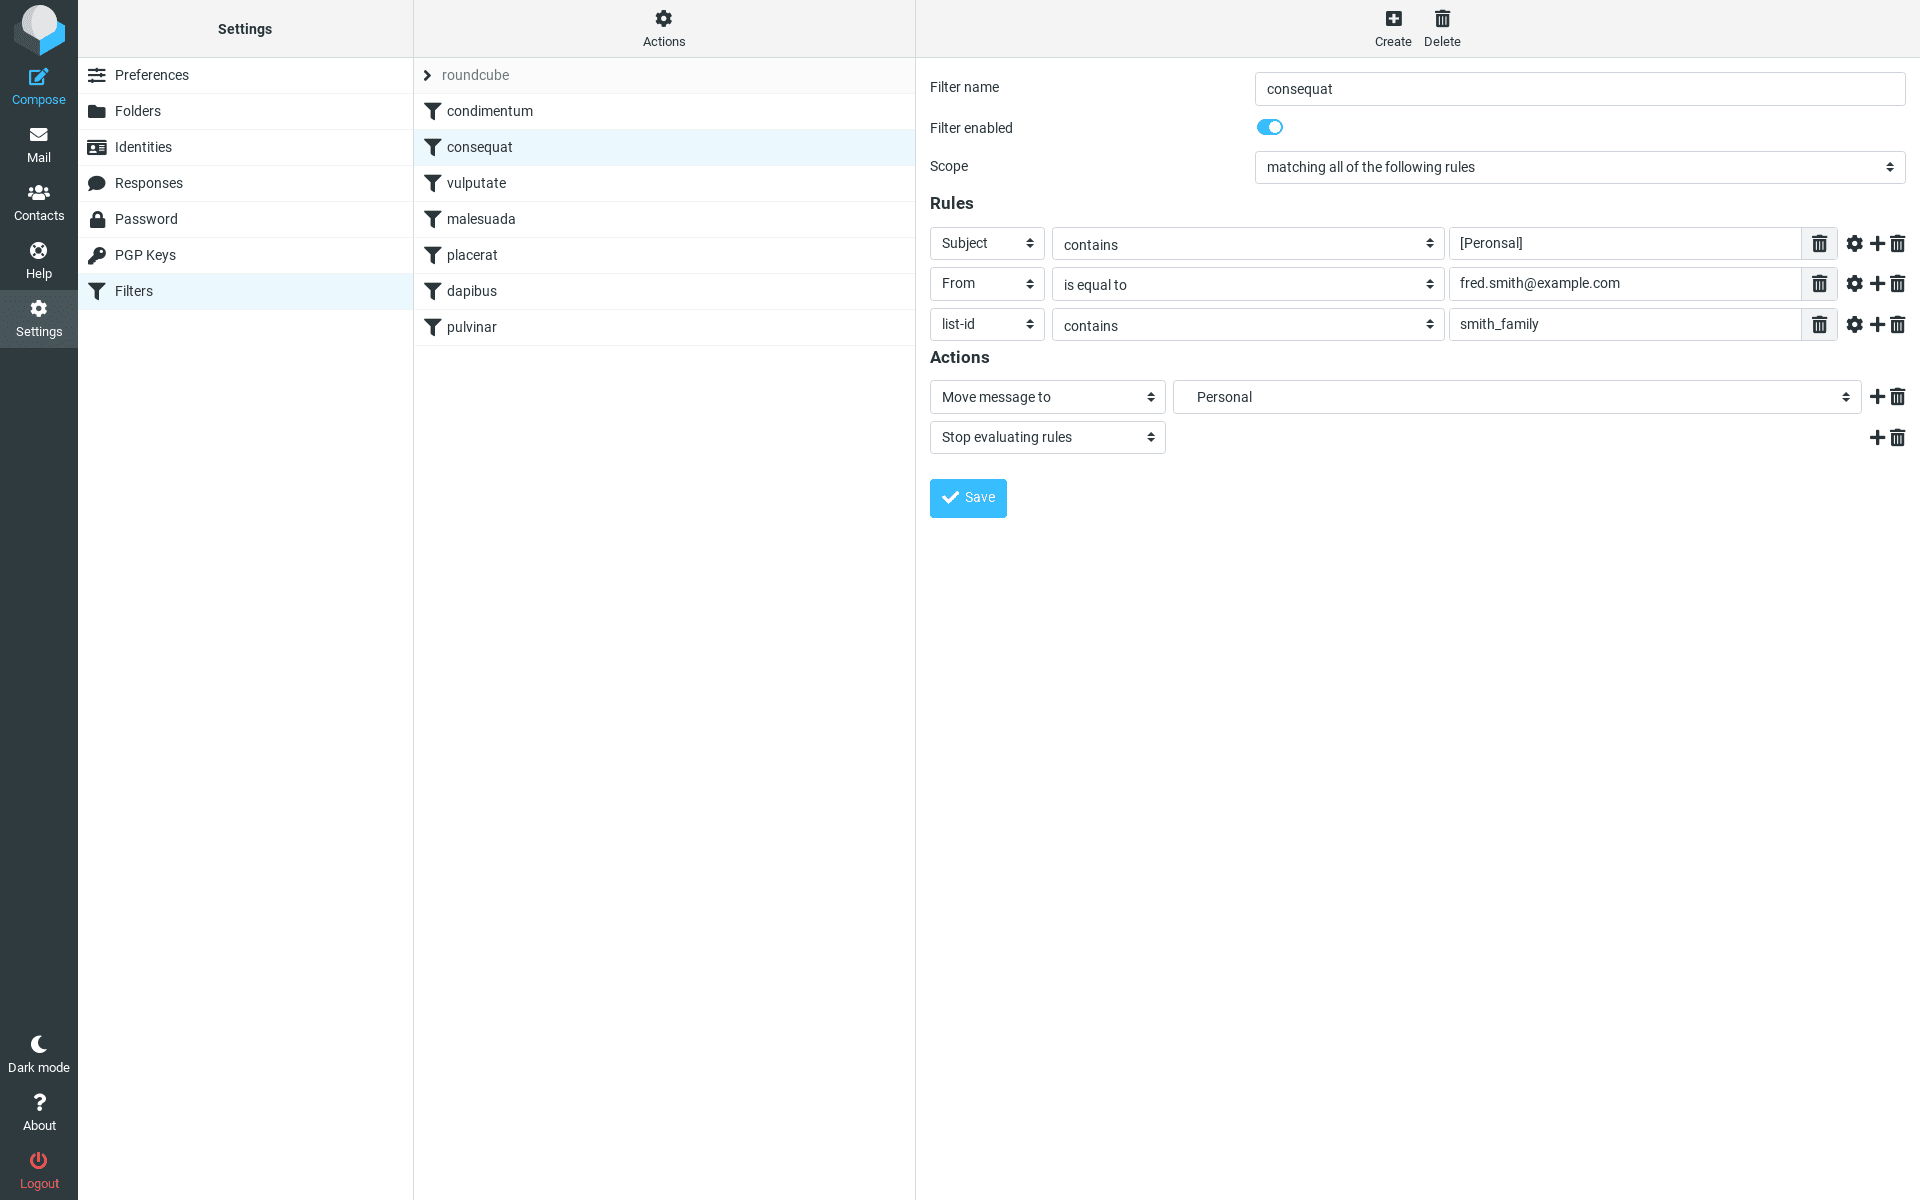 Settings
Actions
Create
Delete
Compose
Mail
Contacts
Help
Settings
Dark mode
About
Logout
Preferences
Folders
Identities
Responses
Password
PGP Keys
Filters
roundcube
condimentum
consequat
vulputate
malesuada
placerat
dapibus
pulvinar
Filter name consequat
Filter enabled
Scope matching all of the following rules
Rules
Subject contains [Peronsal]
From is equal to fred.smith@example.com
list-id contains smith_family
Actions
Move message to Personal
Stop evaluating rules
Save